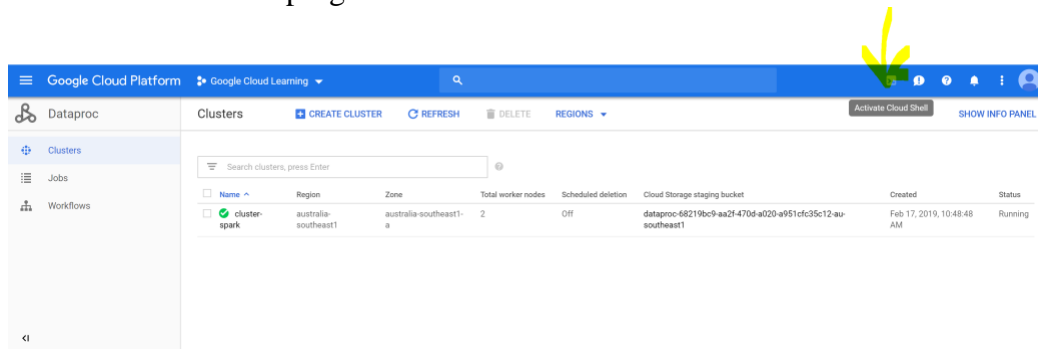 Google Cloud Platform Google Cloud Learning
Activate Cloud Shell
Dataproc Clusters CREATE CLUSTER REFRESH DELETE REGIONS SHOW INFO PANEL
Clusters
Search clusters, press Enter
Jobs
Name Region Zone Total worker nodes Scheduled deletion Cloud Storage staging bucket Created Status
Workflows
cluster- australia- australia-southeast1- 2 Off dataproc-68219bc9-aa2f-470d-a020-a951cfc35c12-au- Feb 17, 2019, 10:48:48 Running
spark southeast1 a southeast1 AM